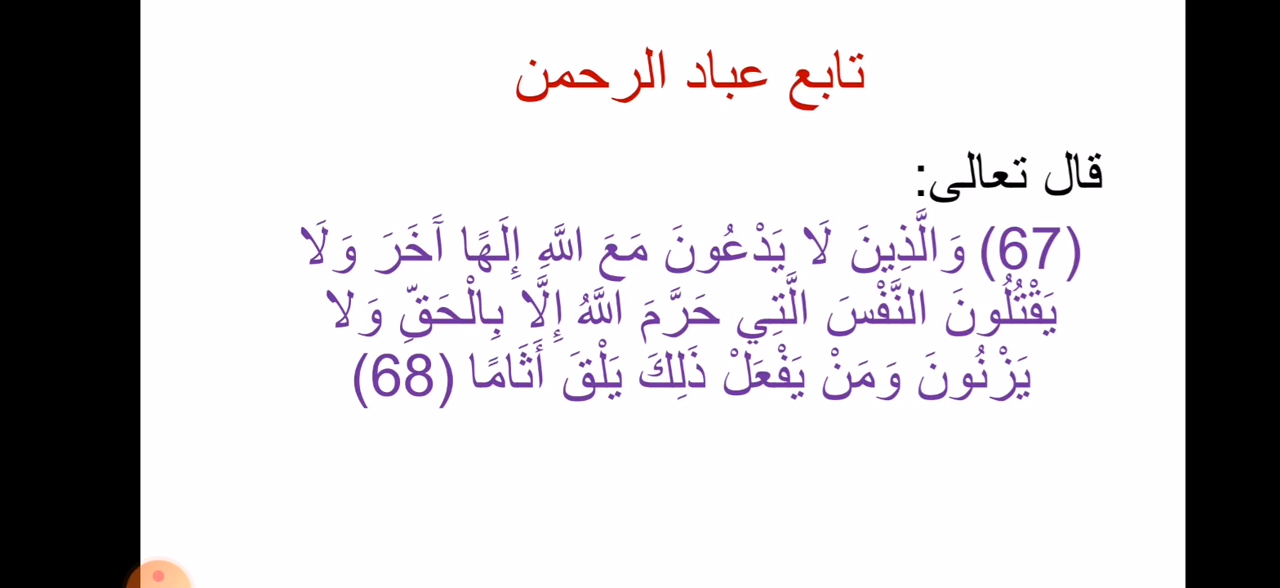 تابع عباد الرحمن
قال تعالى:
(67) وَالَّذِينَ لَا يَدْعُونَ مَعَ اللَّهِ إِلَهًا آَخَرَ وَلَا
يَقْتُلُونَ النَّفْسَ الَّتِي حَرَّمَ اللَّهُ إِلَّا بِالْحَقِّ وَلا
يَزْنُونَ وَمَنْ يَفْعَلْ ذَلِكَ يَلْقَ أَثَامًا (68)